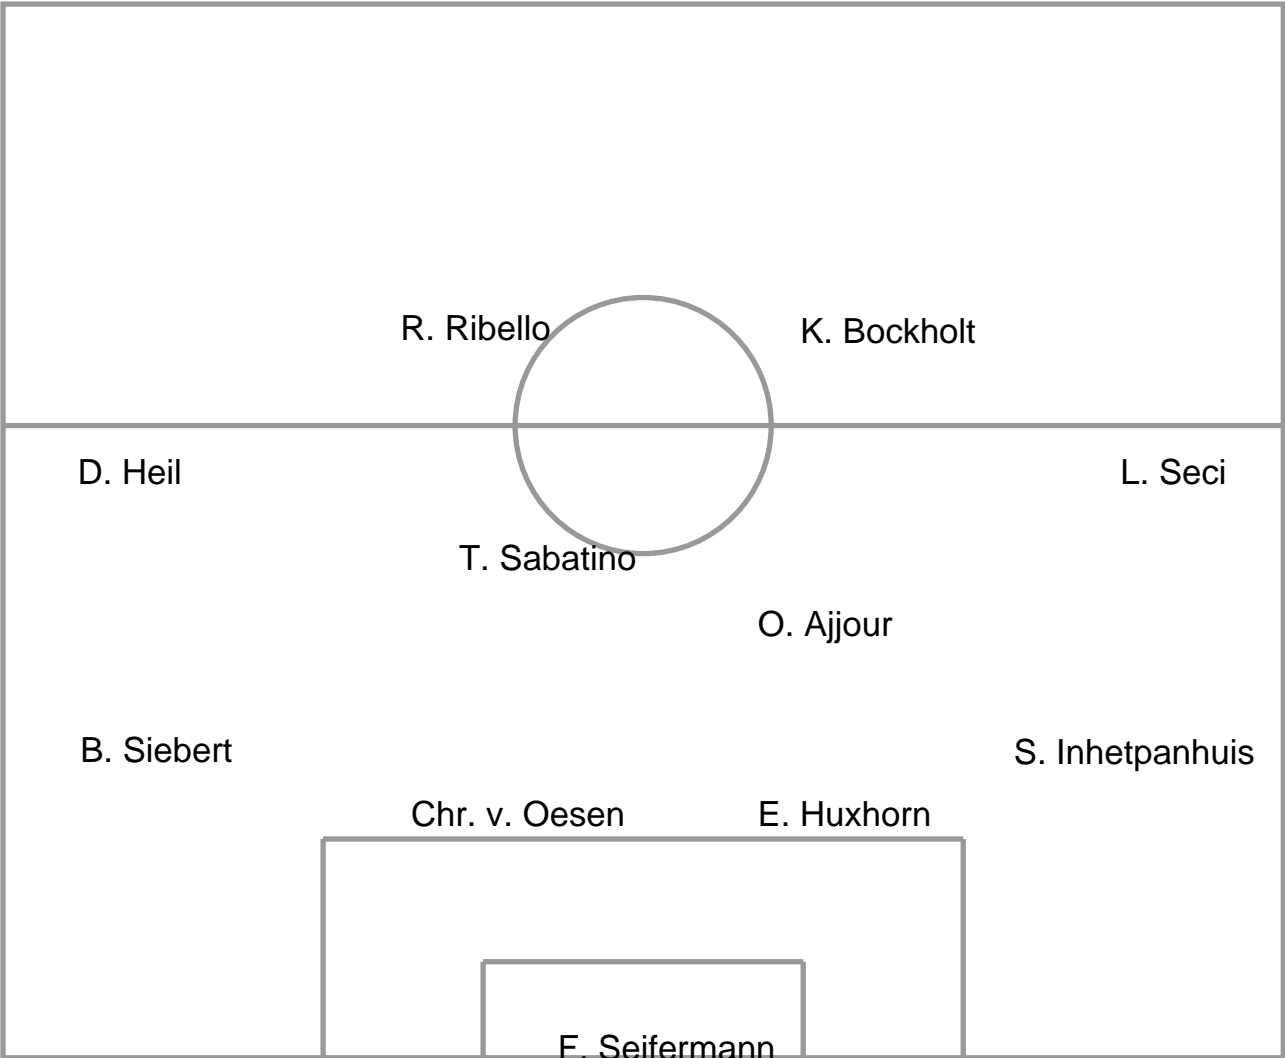 R. Ribello
K. Bockholt
D. Heil
L. Seci
T. Sabatino
O. Ajjour
B. Siebert
S. Inhetpanhuis
Chr. v. Oesen
E. Huxhorn
F. Seifermann